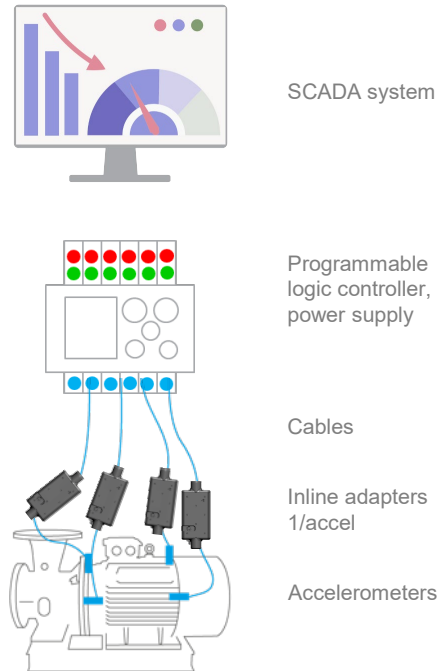 SCADA system
Programmable
logic controller,
power supply
Cables
Inline adapters
1/accel
Accelerometers